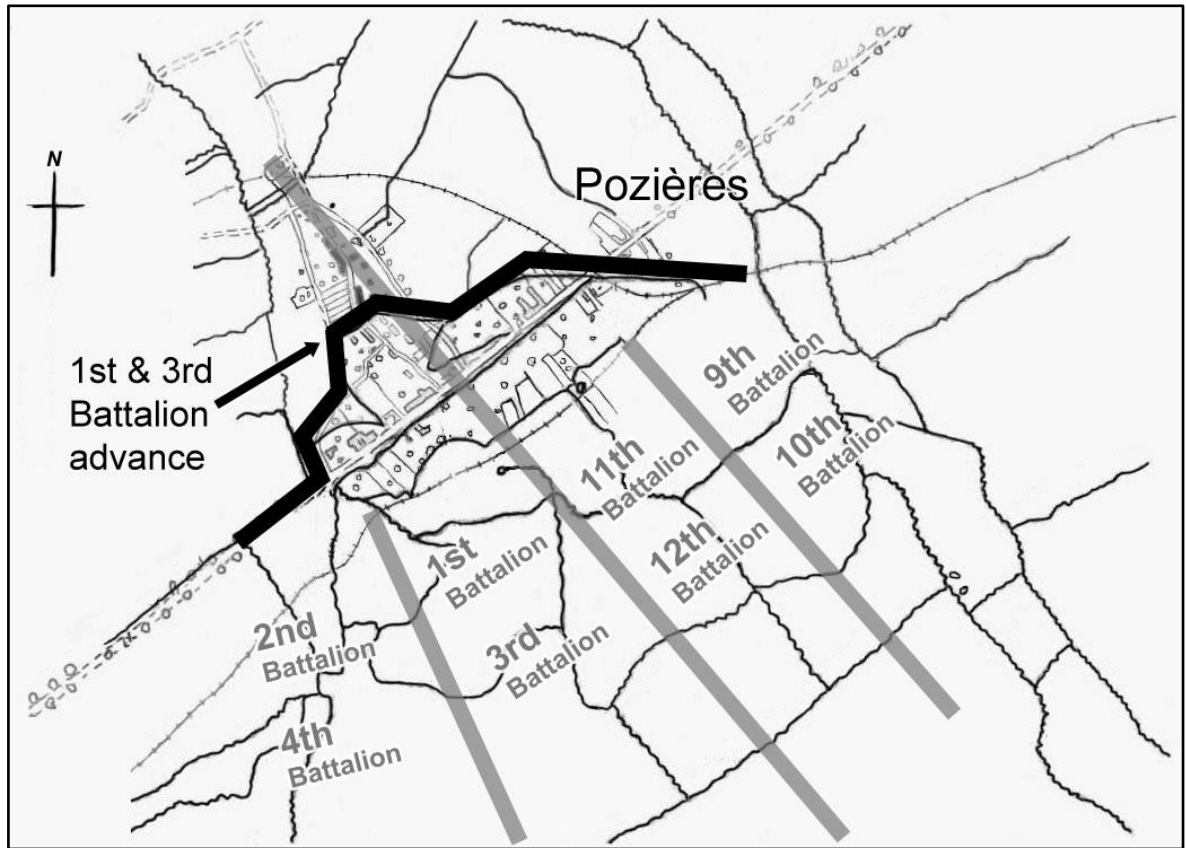 N
Pozières
1st & 3rd
Battalion
advance
9th
Battalion
10th
Battalion
11th
Battalion
12th
Battalion
1st
Battalion
3rd
Battalion
2nd
Battalion
4th
Battalion